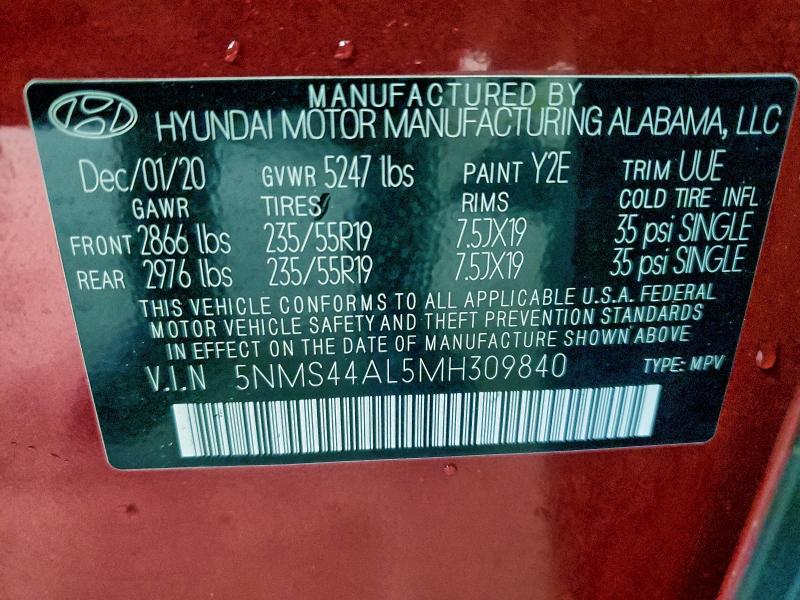 MANUFACTURED BY
HYUNDAI MOTOR MANUFACTURING ALABAMA, LLC
Dec/01/20 GVWR 5247 lbs PAINT Y2E TRIM UUE
GAWR TIRES RIMS COLD TIRE INFL
FRONT 2866 lbs 235/55R19 7.5JX19 35 psi SINGLE
REAR 2976 lbs 235/55R19 7.5JX19 35 psi SINGLE
THIS VEHICLE CONFORMS TO ALL APPLICABLE U.S.A. FEDERAL
MOTOR VEHICLE SAFETY AND THEFT PREVENTION STANDARDS
IN EFFECT ON THE DATE OF MANUFACTURE SHOWN ABOVE
V.I.N 5NMS44AL5MH309840 TYPE: MPV